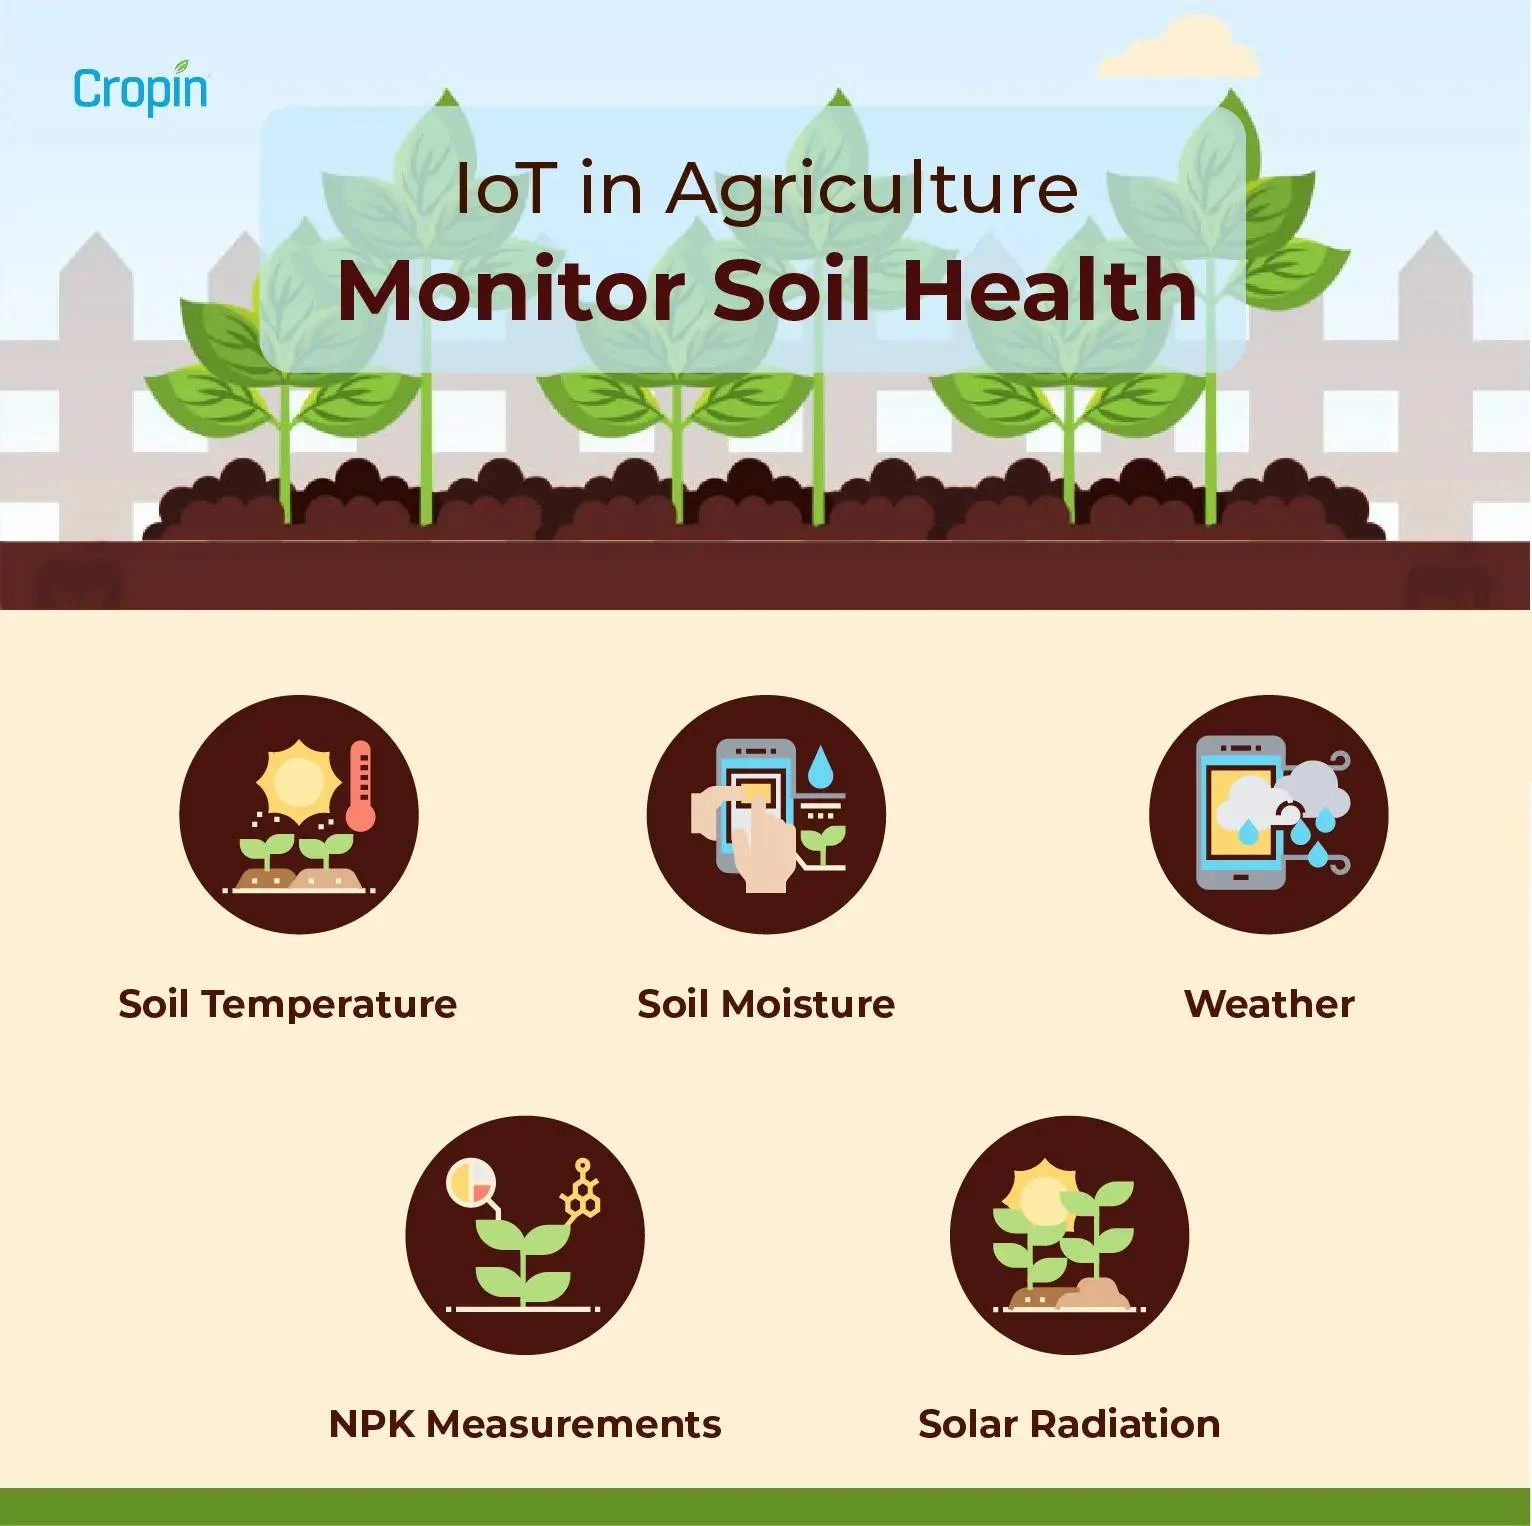 Cropin
IoT in Agriculture
Monitor Soil Health
Soil Temperature
Soil Moisture
Weather
NPK Measurements
Solar Radiation